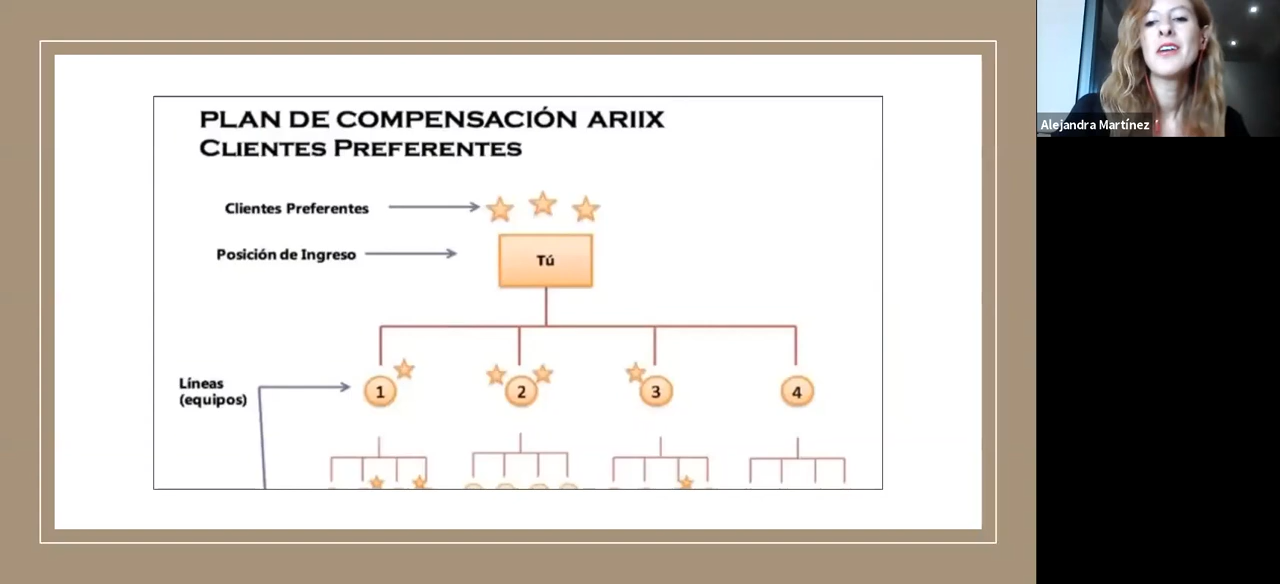 PLAN DE COMPENSACIÓN ARIIX
CLIENTES PREFERENTES
Clientes Preferentes
Posición de Ingreso
Tú
Líneas
(equipos)
1
2
3
4
Alejandra Martínez